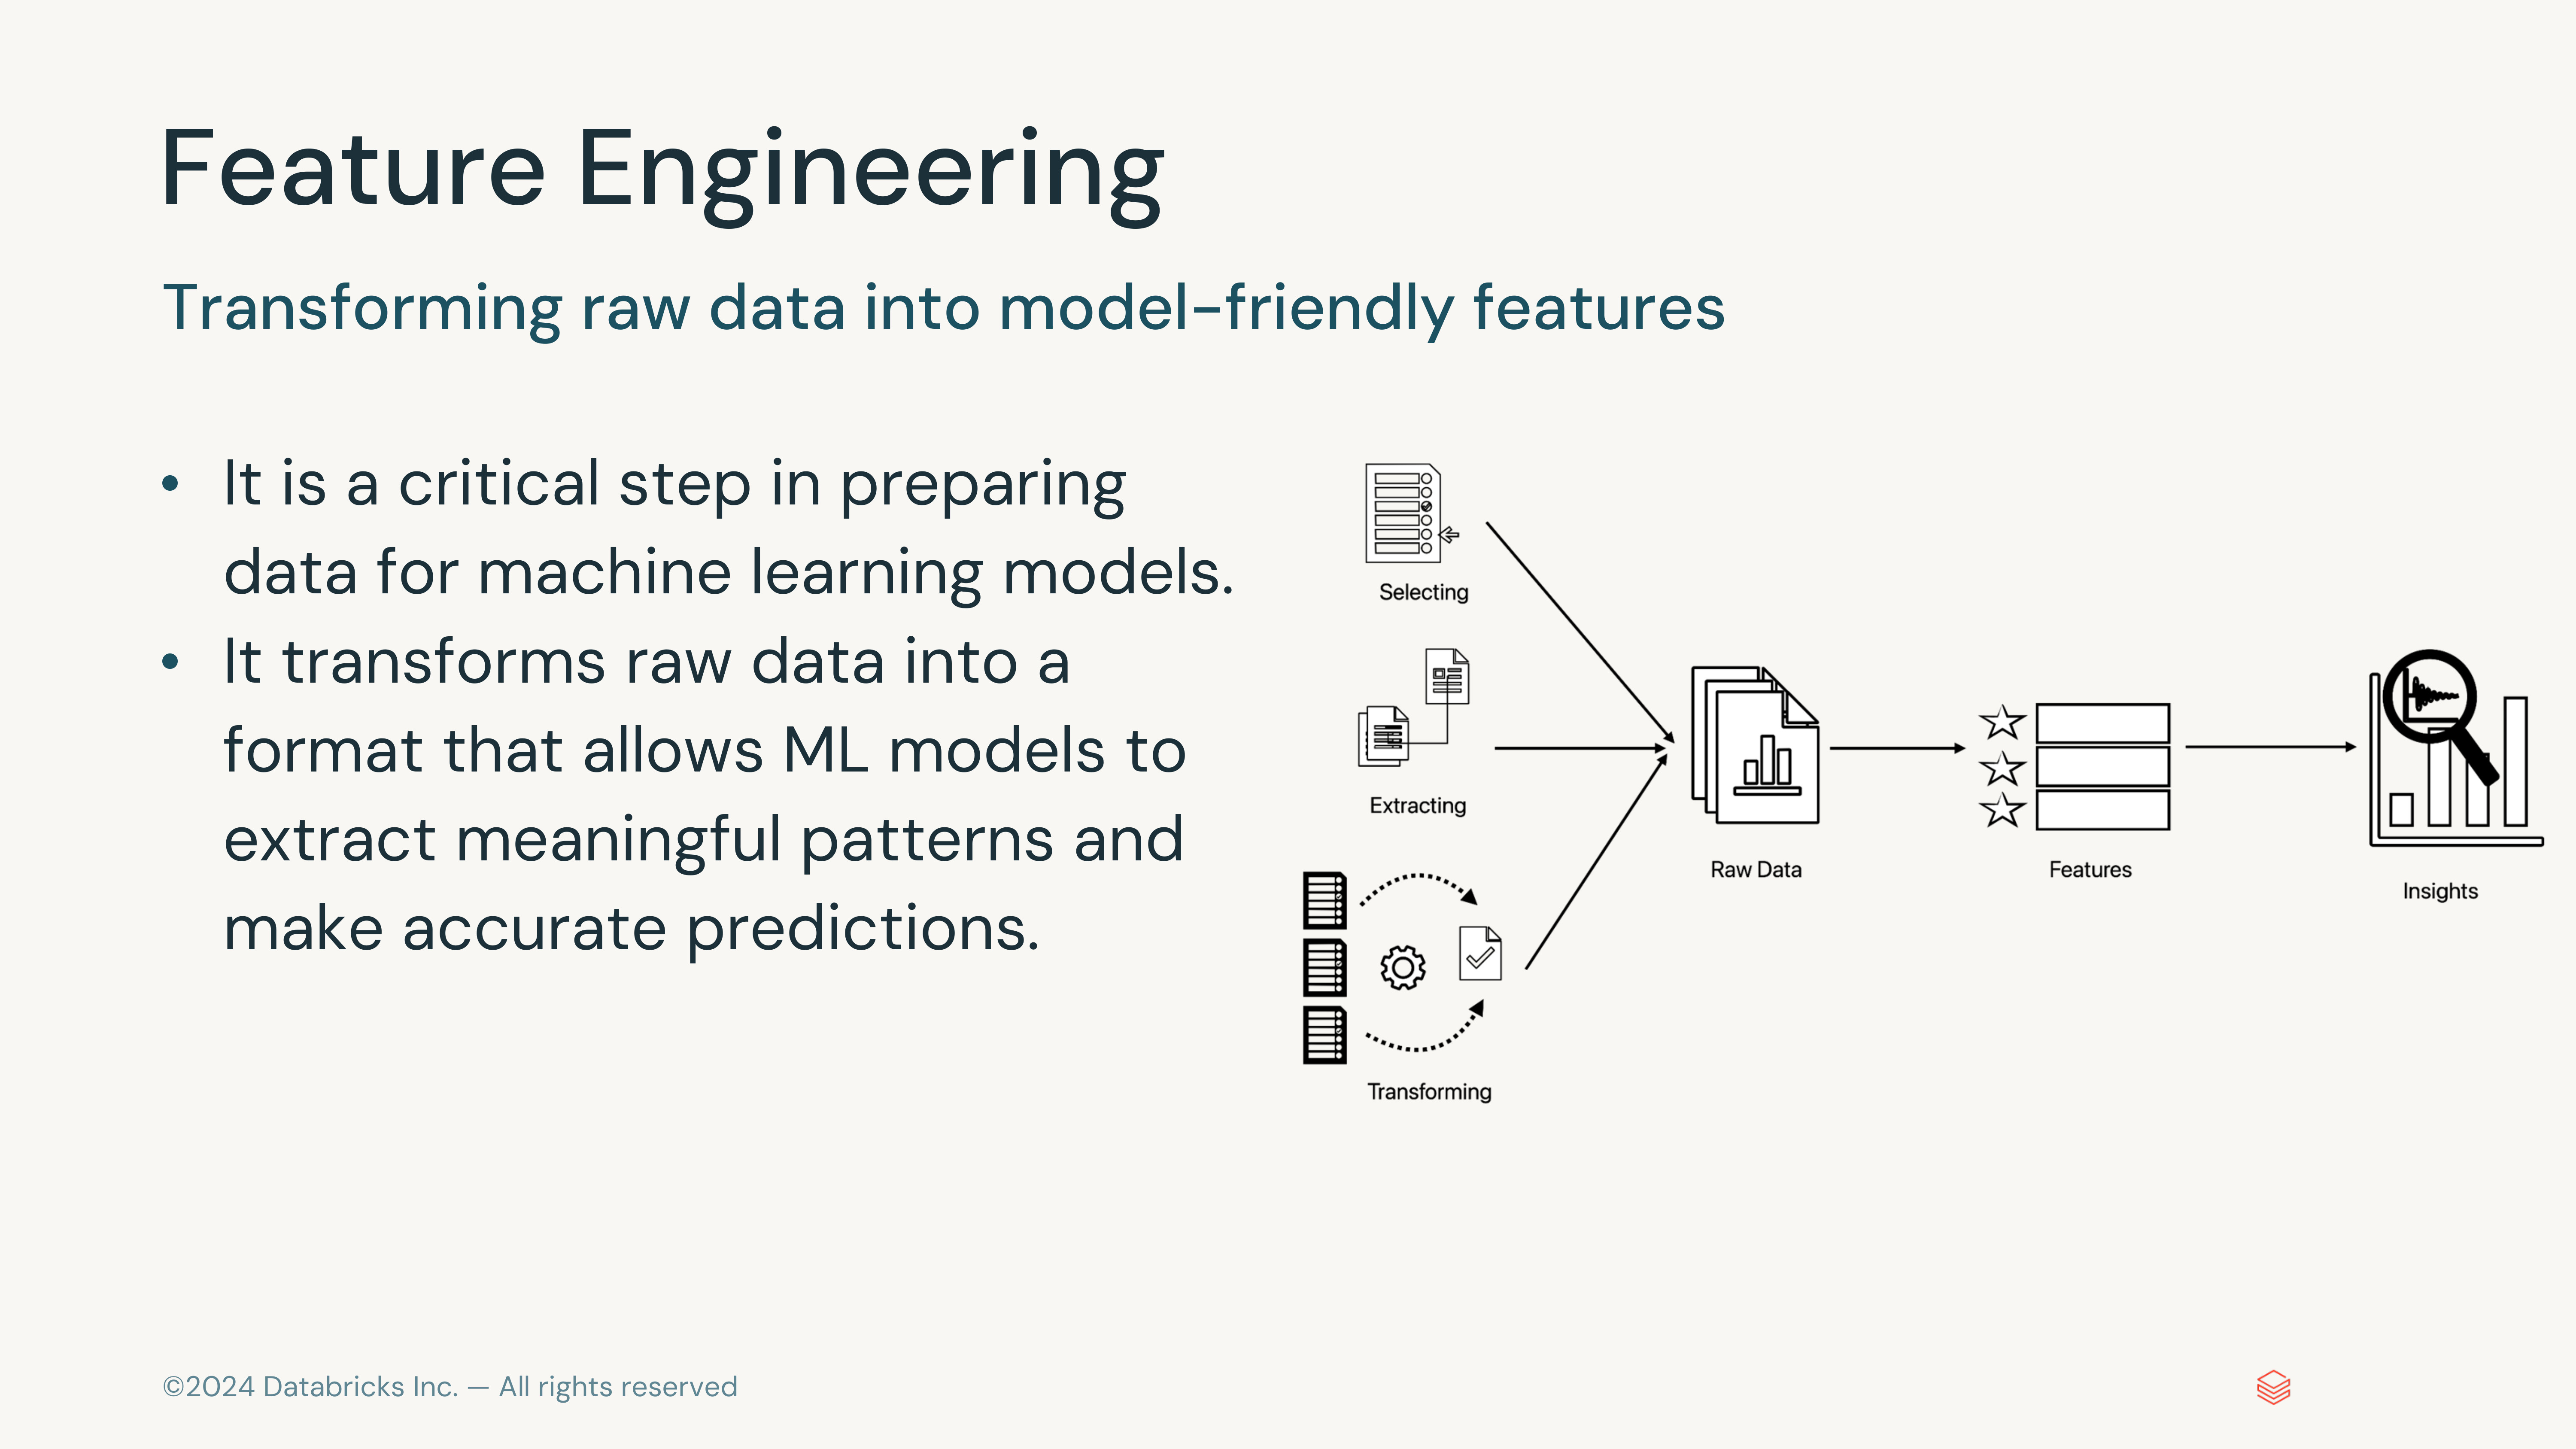 Feature Engineering
Transforming raw data into model-friendly features
• It is a critical step in preparing
data for machine learning models.
• It transforms raw data into a
format that allows ML models to
extract meaningful patterns and
make accurate predictions.
Selecting
Extracting
Transforming
Raw Data
Features
Insights
©2024 Databricks Inc. — All rights reserved